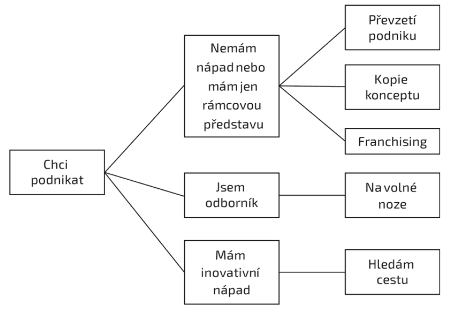 Chci
podnikat
Nemám
nápad nebo
mám jen
rámcovou
představu
Převzetí
podniku
Kopie
konceptu
Franchising
Jsem
odborník
Na volné
noze
Mám
inovativní
nápad
Hledám
cestu